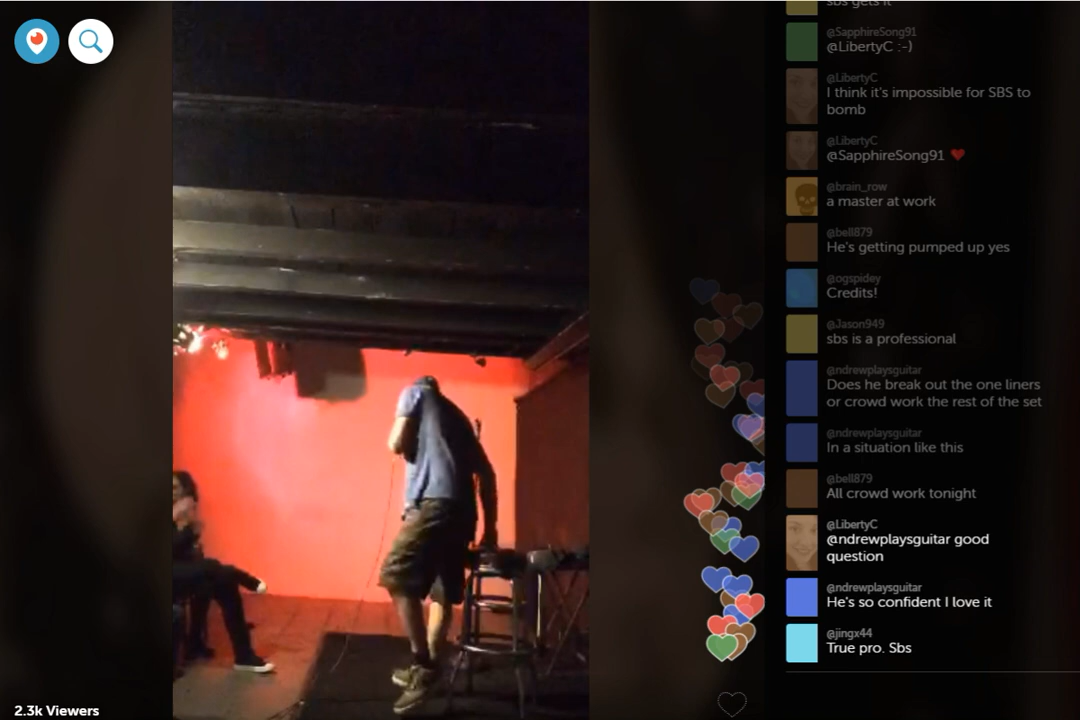 sbs gets it
@SapphireSong91
@LibertyC :-)
@LibertyC
I think it's impossible for SBS to
bomb
@LibertyC
@SapphireSong91 ❤
@brain_row
a master at work
@bell879
He's getting pumped up yes
@ogspidey
Credits!
@Jason949
sbs is a professional
@ndrewplaysguitar
Does he break out the one liners
or crowd work the rest of the set
@ndrewplaysguitar
In a situation like this
@bell879
All crowd work tonight
@LibertyC
@ndrewplaysguitar good
question
@ndrewplaysguitar
He's so confident I love it
@jingx44
True pro. Sbs
2.3k Viewers